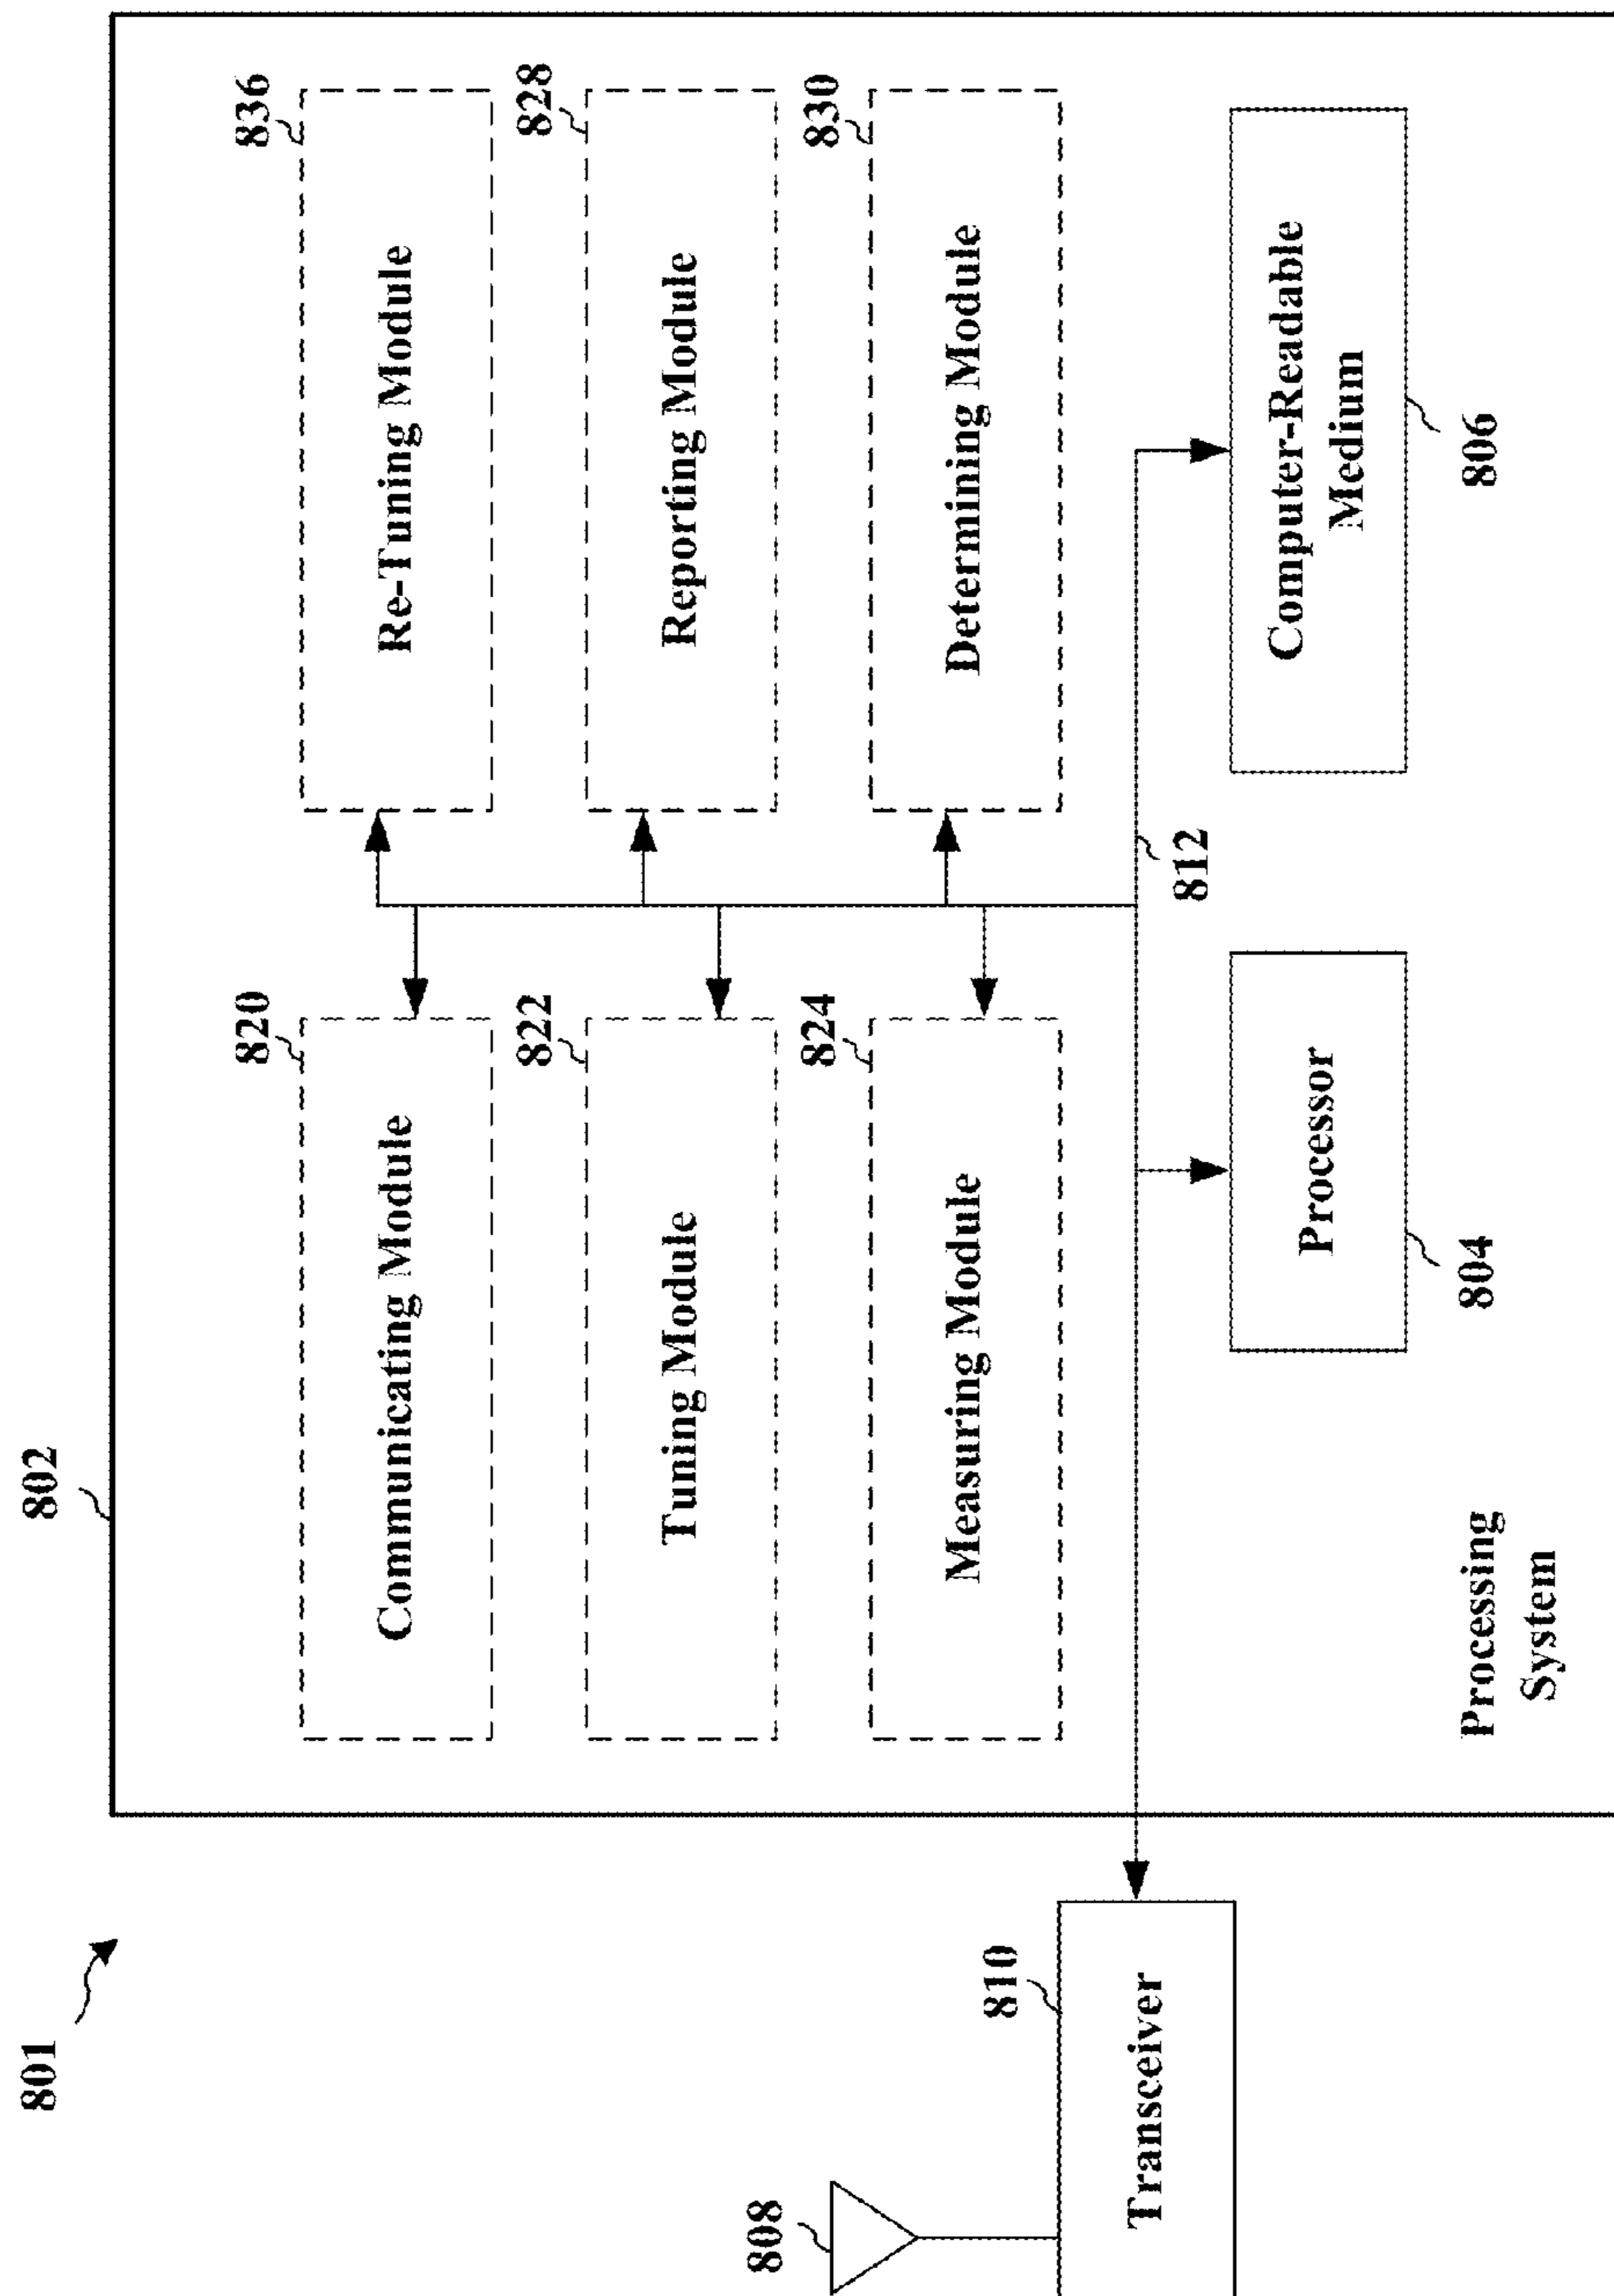 801
802
820
Communicating Module
836
Re-Tuning Module
822
Tuning Module
828
Reporting Module
824
Measuring Module
830
Determining Module
808
810
Transceiver
812
Processor
804
Computer-Readable
Medium
806
Processing
System